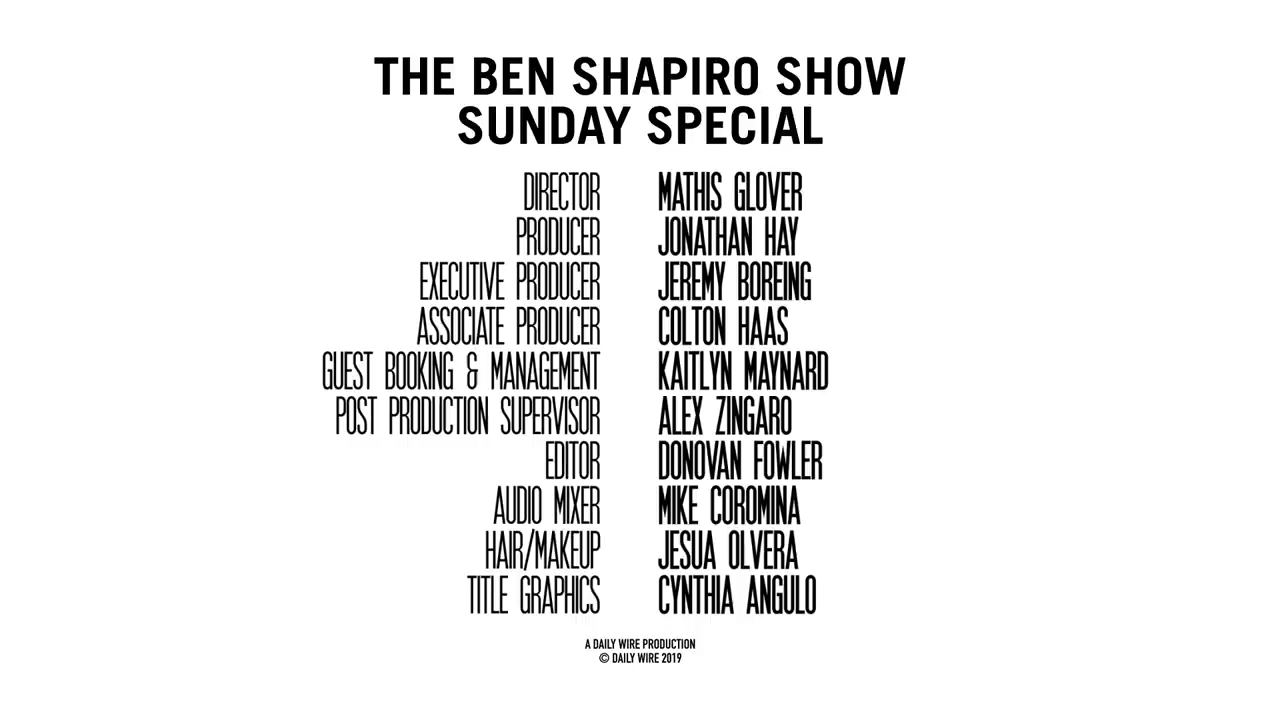 THE BEN SHAPIRO SHOW
SUNDAY SPECIAL
DIRECTOR MATHIS GLOVER
PRODUCER JONATHAN HAY
EXECUTIVE PRODUCER JEREMY BOREING
ASSOCIATE PRODUCER COLTON HAAS
GUEST BOOKING & MANAGEMENT KAITLYN MAYNARD
POST PRODUCTION SUPERVISOR ALEX ZINGARO
EDITOR DONOVAN FOWLER
AUDIO MIXER MIKE COROMINA
HAIR/MAKEUP JESUA OLVERA
TITLE GRAPHICS CYNTHIA ANGULO
A DAILY WIRE PRODUCTION
© DAILY WIRE 2019